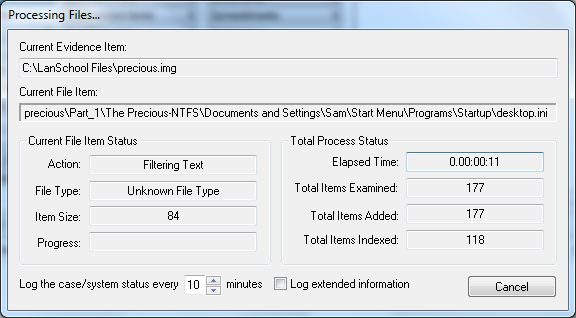 Processing Files...
Current Evidence Item:
C:\LanSchool Files\precious.img
Current File Item:
precious\Part_1\The Precious-NTFS\Documents and Settings\Sam\Start Menu\Programs\Startup\desktop.ini
Current File Item Status
Action: Filtering Text
File Type: Unknown File Type
Item Size: 84
Progress:
Total Process Status
Elapsed Time: 0.00:00:11
Total Items Examined: 177
Total Items Added: 177
Total Items Indexed: 118
Log the case/system status every 10 minutes Log extended information Cancel